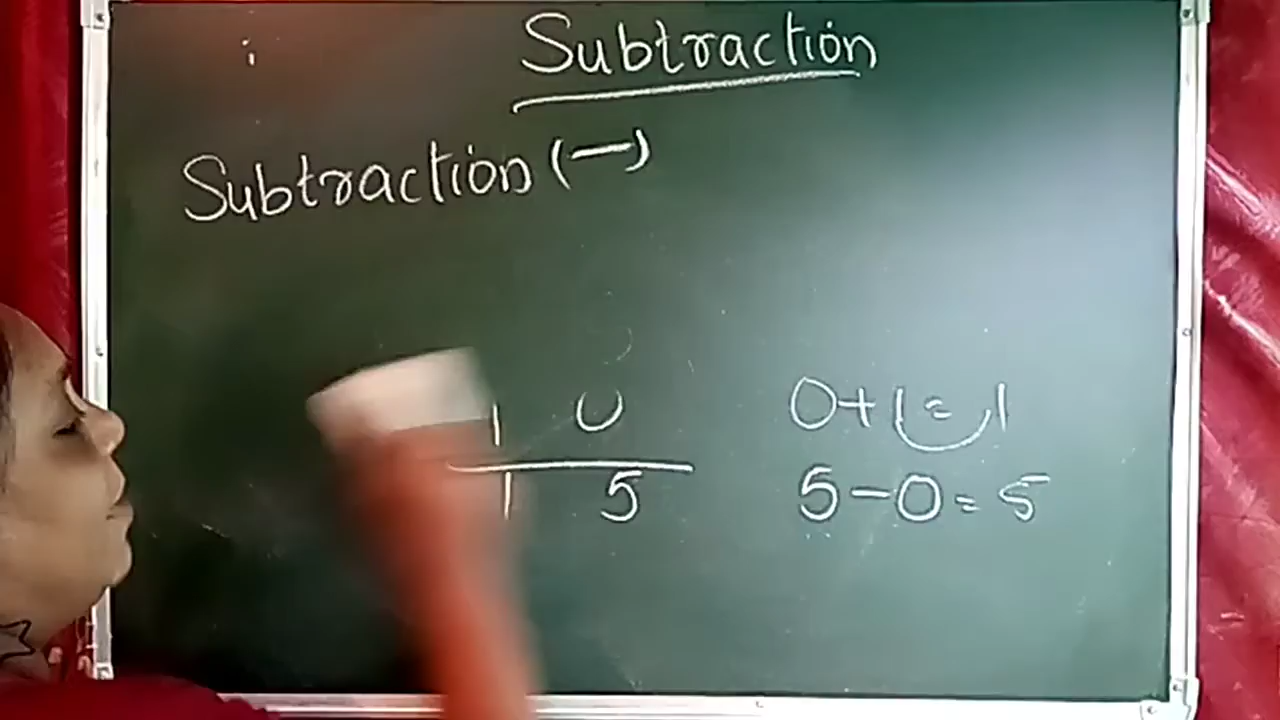 Subtraction
Subtraction (—)
1 0 0+1=1
1 5 5-0=5